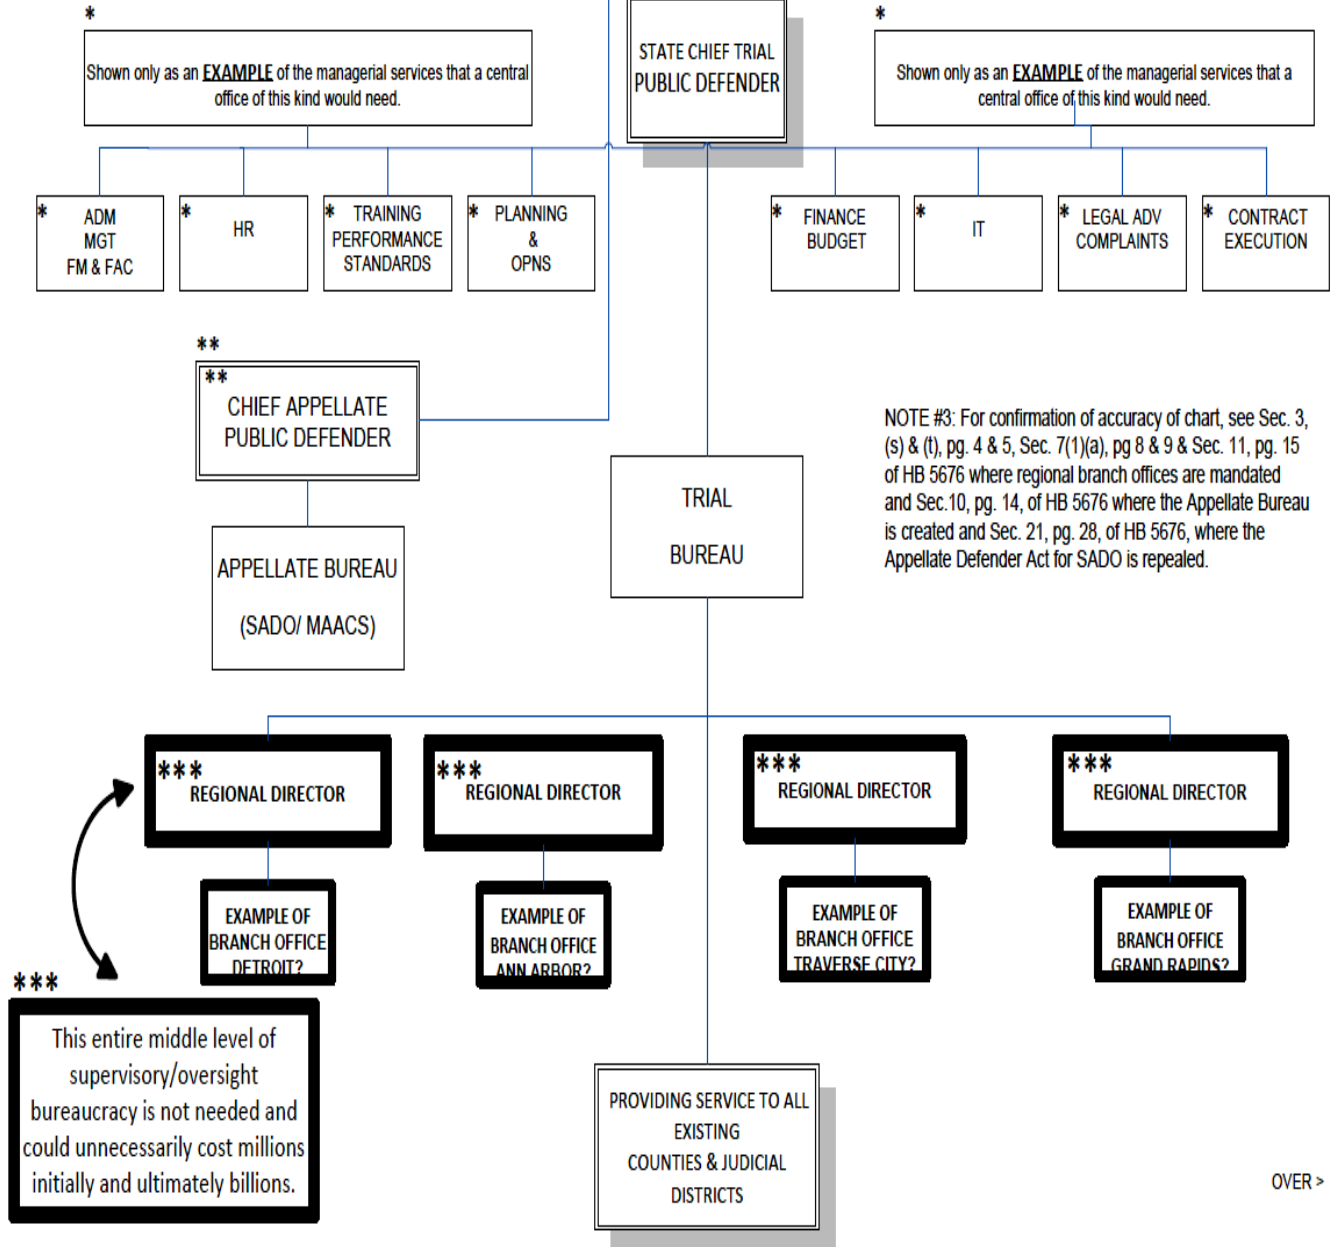 *
*
STATE CHIEF TRIAL
PUBLIC DEFENDER
Shown only as an EXAMPLE of the managerial services that a central
office of this kind would need.
Shown only as an EXAMPLE of the managerial services that a
central office of this kind would need.
* ADM
MGT
FM & FAC
* HR
* TRAINING
PERFORMANCE
STANDARDS
* PLANNING
&
OPNS
* FINANCE
BUDGET
* IT
* LEGAL ADV
COMPLAINTS
* CONTRACT
EXECUTION
**
**
CHIEF APPELLATE
PUBLIC DEFENDER
APPELLATE BUREAU
(SADO/ MAACS)
TRIAL
BUREAU
NOTE #3: For confirmation of accuracy of chart, see Sec. 3,
(s) & (t), pg. 4 & 5, Sec. 7(1)(a), pg 8 & 9 & Sec. 11, pg. 15
of HB 5676 where regional branch offices are mandated
and Sec.10, pg. 14, of HB 5676 where the Appellate Bureau
is created and Sec. 21, pg. 28, of HB 5676, where the
Appellate Defender Act for SADO is repealed.
***
REGIONAL DIRECTOR
***
REGIONAL DIRECTOR
***
REGIONAL DIRECTOR
***
REGIONAL DIRECTOR
EXAMPLE OF
BRANCH OFFICE
DETROIT?
EXAMPLE OF
BRANCH OFFICE
ANN ARBOR?
EXAMPLE OF
BRANCH OFFICE
TRAVERSE CITY?
EXAMPLE OF
BRANCH OFFICE
GRAND RAPIDS?
***
This entire middle level of
supervisory/oversight
bureaucracy is not needed and
could unnecessarily cost millions
initially and ultimately billions.
PROVIDING SERVICE TO ALL
EXISTING
COUNTIES & JUDICIAL
DISTRICTS
OVER >